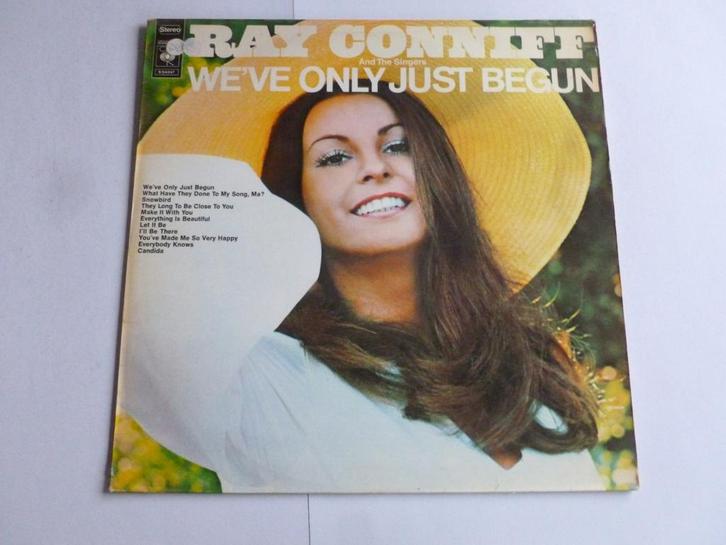 Stereo
RAY CONNIFF
And The Singers
WE'VE ONLY JUST BEGUN
We've Only Just Begun
What Have They Done To My Song, Ma?
Snowbird
They Long To Be Close To You
Make It With You
Everything Is Beautiful
Let It Be
I'll Be There
You've Made Me So Very Happy
Everybody Knows
Candida